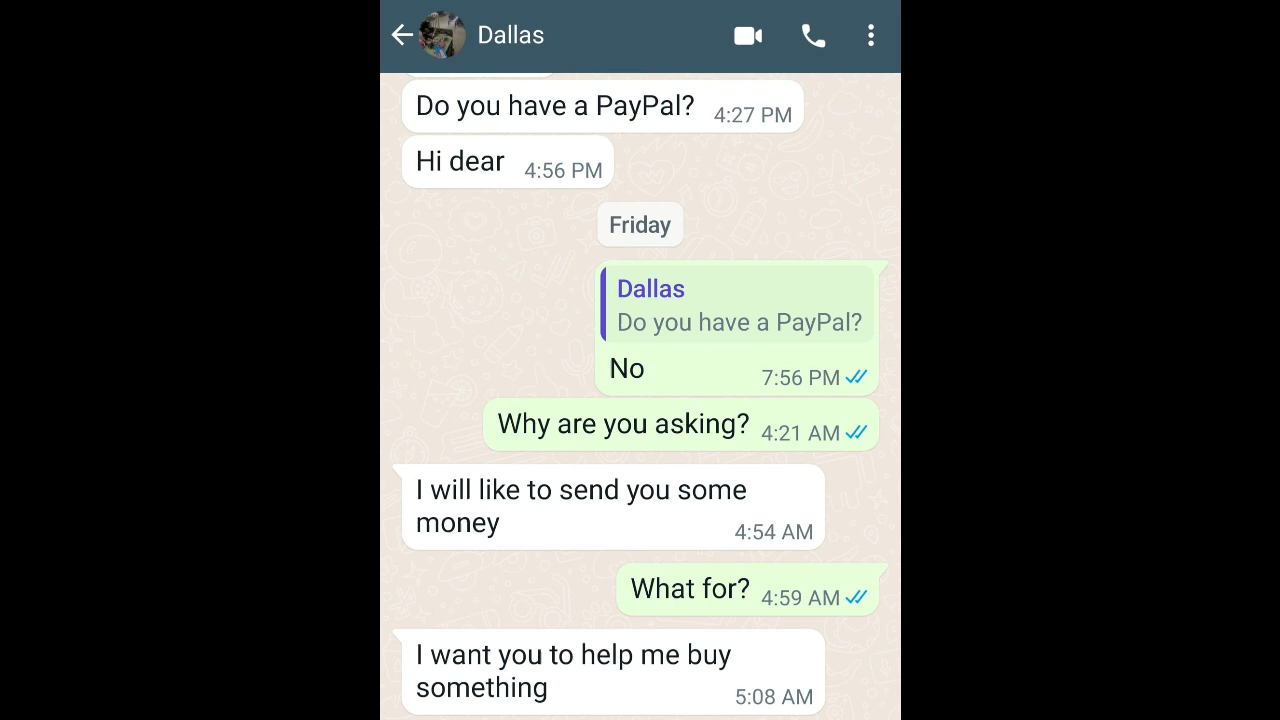 Dallas
Do you have a PayPal? 4:27 PM
Hi dear 4:56 PM
Friday
Dallas
Do you have a PayPal?
No 7:56 PM
Why are you asking? 4:21 AM
I will like to send you some
money 4:54 AM
What for? 4:59 AM
I want you to help me buy
something 5:08 AM